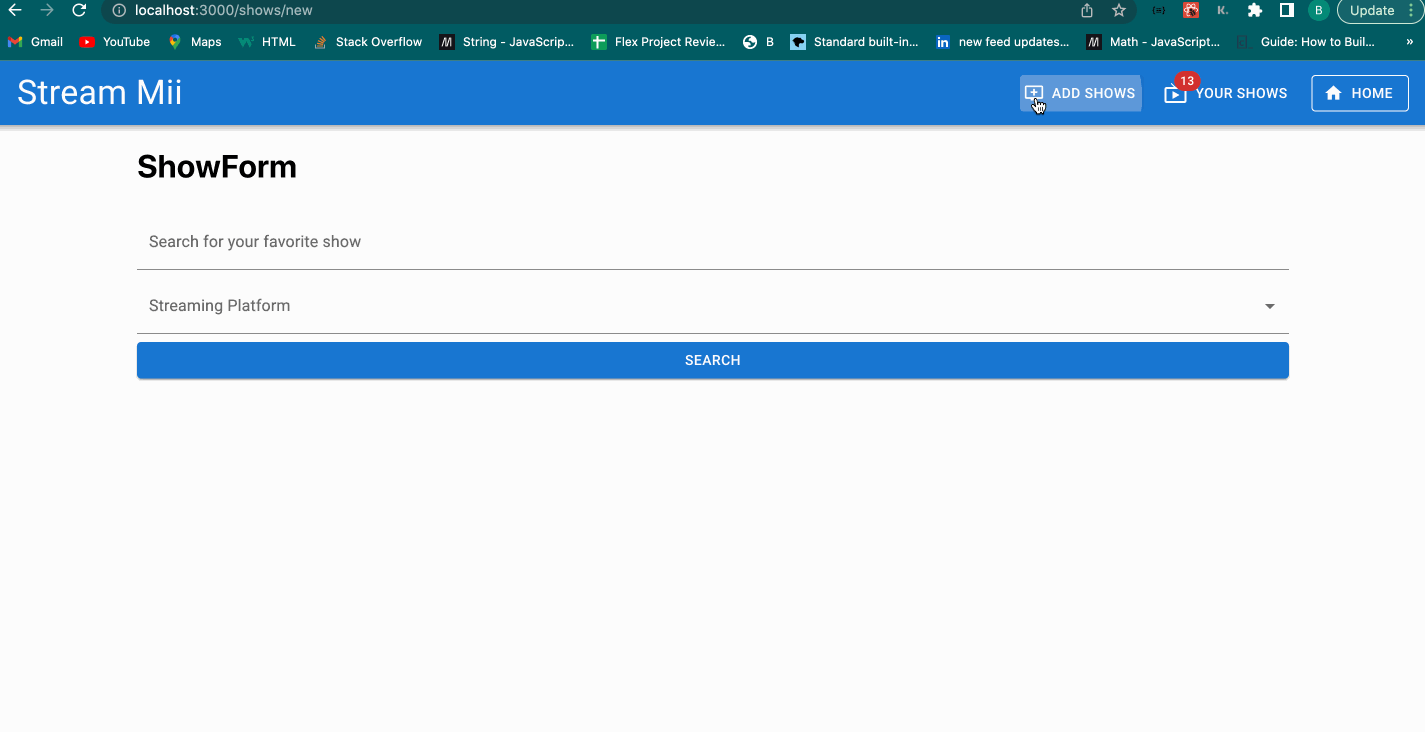 localhost:3000/shows/new
K.
B
Update
Gmail
YouTube
Maps
HTML
Stack Overflow
String - JavaScrip...
Flex Project Revie...
B
Standard built-in...
new feed updates...
Math - JavaScript...
Guide: How to Buil...
»
Stream Mii
ADD SHOWS
13
YOUR SHOWS
HOME
ShowForm
Search for your favorite show
Streaming Platform
SEARCH